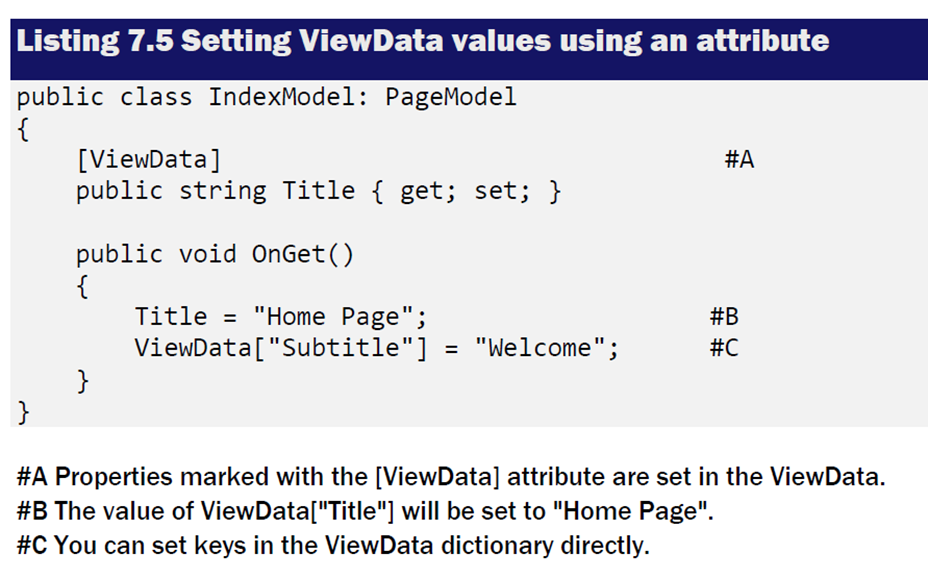 Listing 7.5 Setting ViewData values using an attribute
public class IndexModel: PageModel
{
    [ViewData]                                  #A
    public string Title { get; set; }

    public void OnGet()
    {
        Title = "Home Page";                   #B
        ViewData["Subtitle"] = "Welcome";      #C
    }
}
#A Properties marked with the [ViewData] attribute are set in the ViewData.
#B The value of ViewData["Title"] will be set to "Home Page".
#C You can set keys in the ViewData dictionary directly.